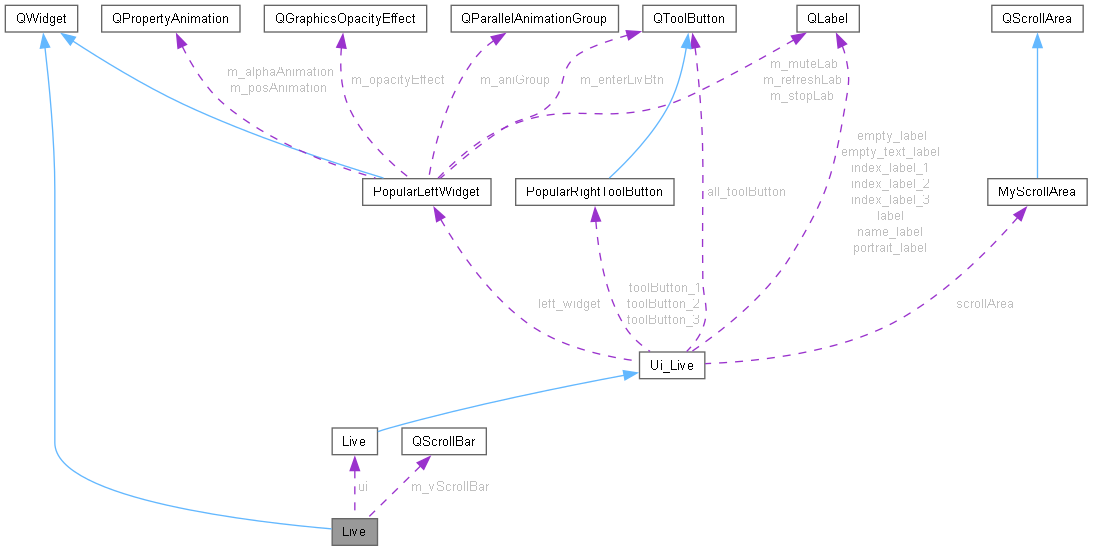 QWidget
QPropertyAnimation
QGraphicsOpacityEffect
QParallelAnimationGroup
QToolButton
QLabel
QScrollArea
m_alphaAnimation
m_posAnimation
m_opacityEffect
m_aniGroup
m_enterLivBtn
m_muteLab
m_refreshLab
m_stopLab
PopularLeftWidget
PopularRightToolButton
all_toolButton
empty_label
empty_text_label
index_label_1
index_label_2
index_label_3
label
name_label
portrait_label
MyScrollArea
left_widget
toolButton_1
toolButton_2
toolButton_3
scrollArea
Ui_Live
Live
QScrollBar
ui
m_vScrollBar
Live